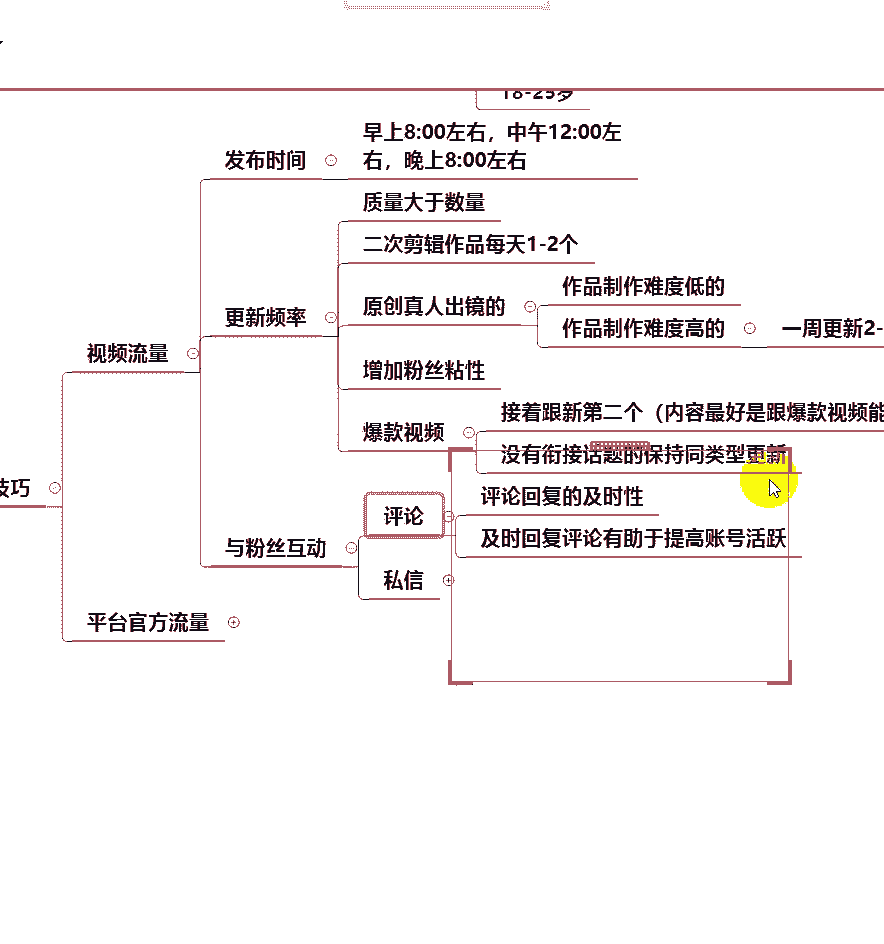 18-25岁
早上8:00左右，中午12:00左
右，晚上8:00左右
发布时间
质量大于数量
二次剪辑作品每天1-2个
作品制作难度低的
原创真人出镜的
更新频率
作品制作难度高的
一周更新2-
视频流量
增加粉丝粘性
接着跟新第二个（内容最好是跟爆款视频能
爆款视频
没有衔接话题的保持同类型更新
技巧
评论回复的及时性
评论
及时回复评论有助于提高账号活跃
与粉丝互动
私信
平台官方流量